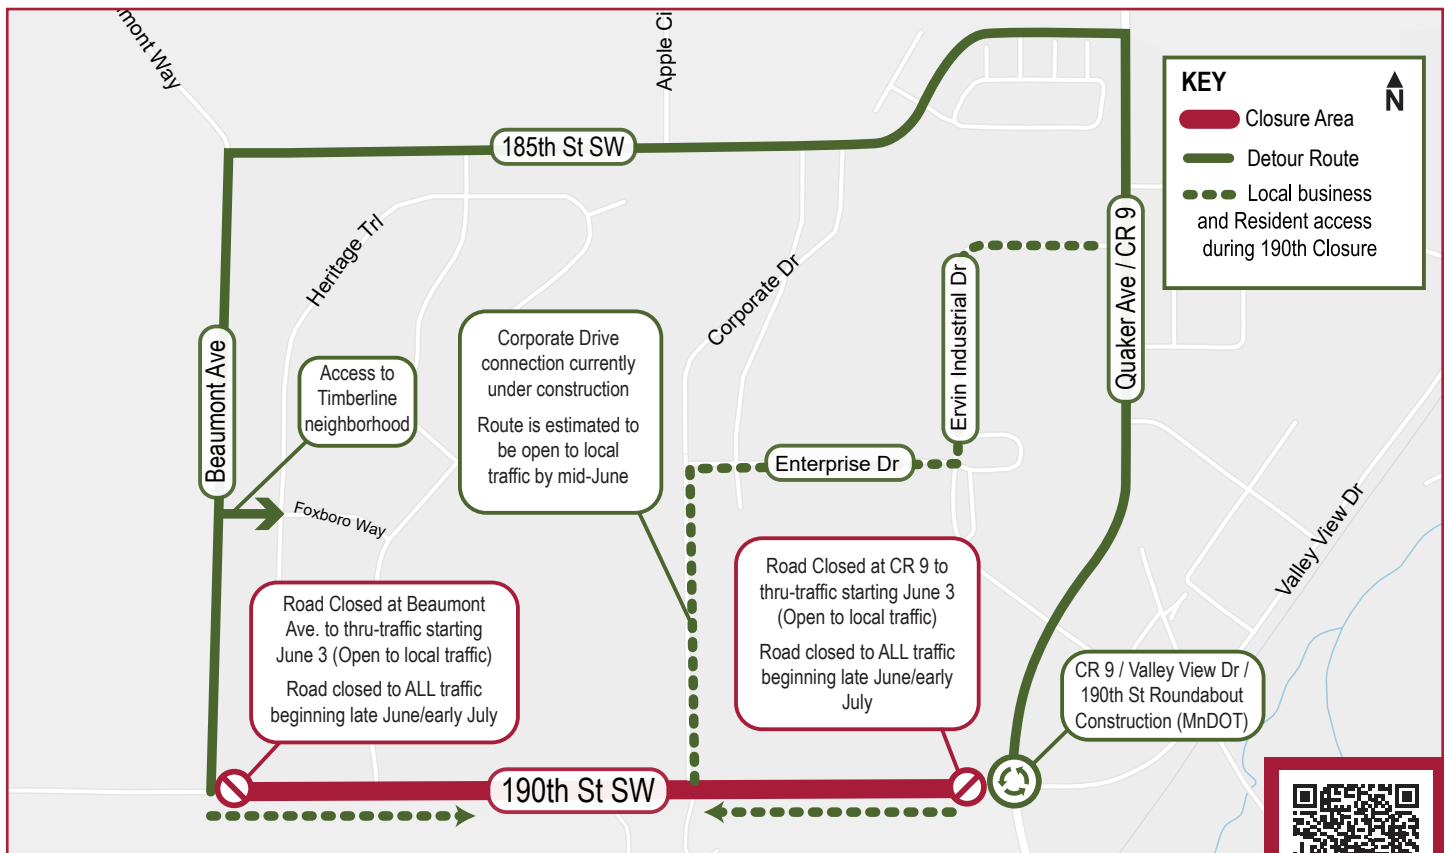 mont Way
Apple Ci
KEY
N
Closure Area
Detour Route
Local business
and Resident access
during 190th Closure
185th St SW
Heritage Trl
Corporate Dr
Ervin Industrial Dr
Quaker Ave / CR 9
Beaumont Ave
Access to
Timberline
neighborhood
Corporate Drive
connection currently
under construction
Route is estimated to
be open to local
traffic by mid-June
Enterprise Dr
Foxboro Way
Valley View Dr
Road Closed at Beaumont
Ave. to thru-traffic starting
June 3 (Open to local traffic)
Road closed to ALL traffic
beginning late June/early July
Road Closed at CR 9 to
thru-traffic starting June 3
(Open to local traffic)
Road closed to ALL traffic
beginning late June/early
July
CR 9 / Valley View Dr /
190th St Roundabout
Construction (MnDOT)
190th St SW